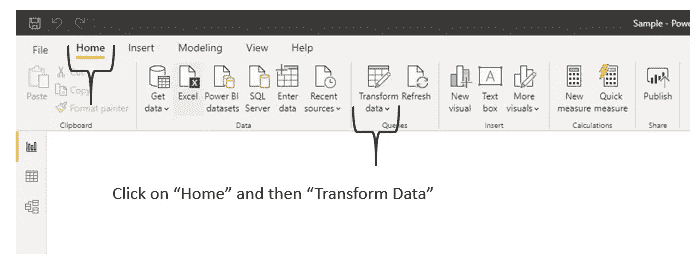 Sample - Powe
File Home Insert Modeling View Help
Paste
Copy
Format painter
Clipboard
Get data
Excel
Power BI datasets
SQL Server
Enter data
Recent sources
Data
Transform data
Refresh
Queries
New visual
Text box
More visuals
Insert
New measure
Quick measure
Calculations
Publish
Share
Click on “Home” and then “Transform Data”